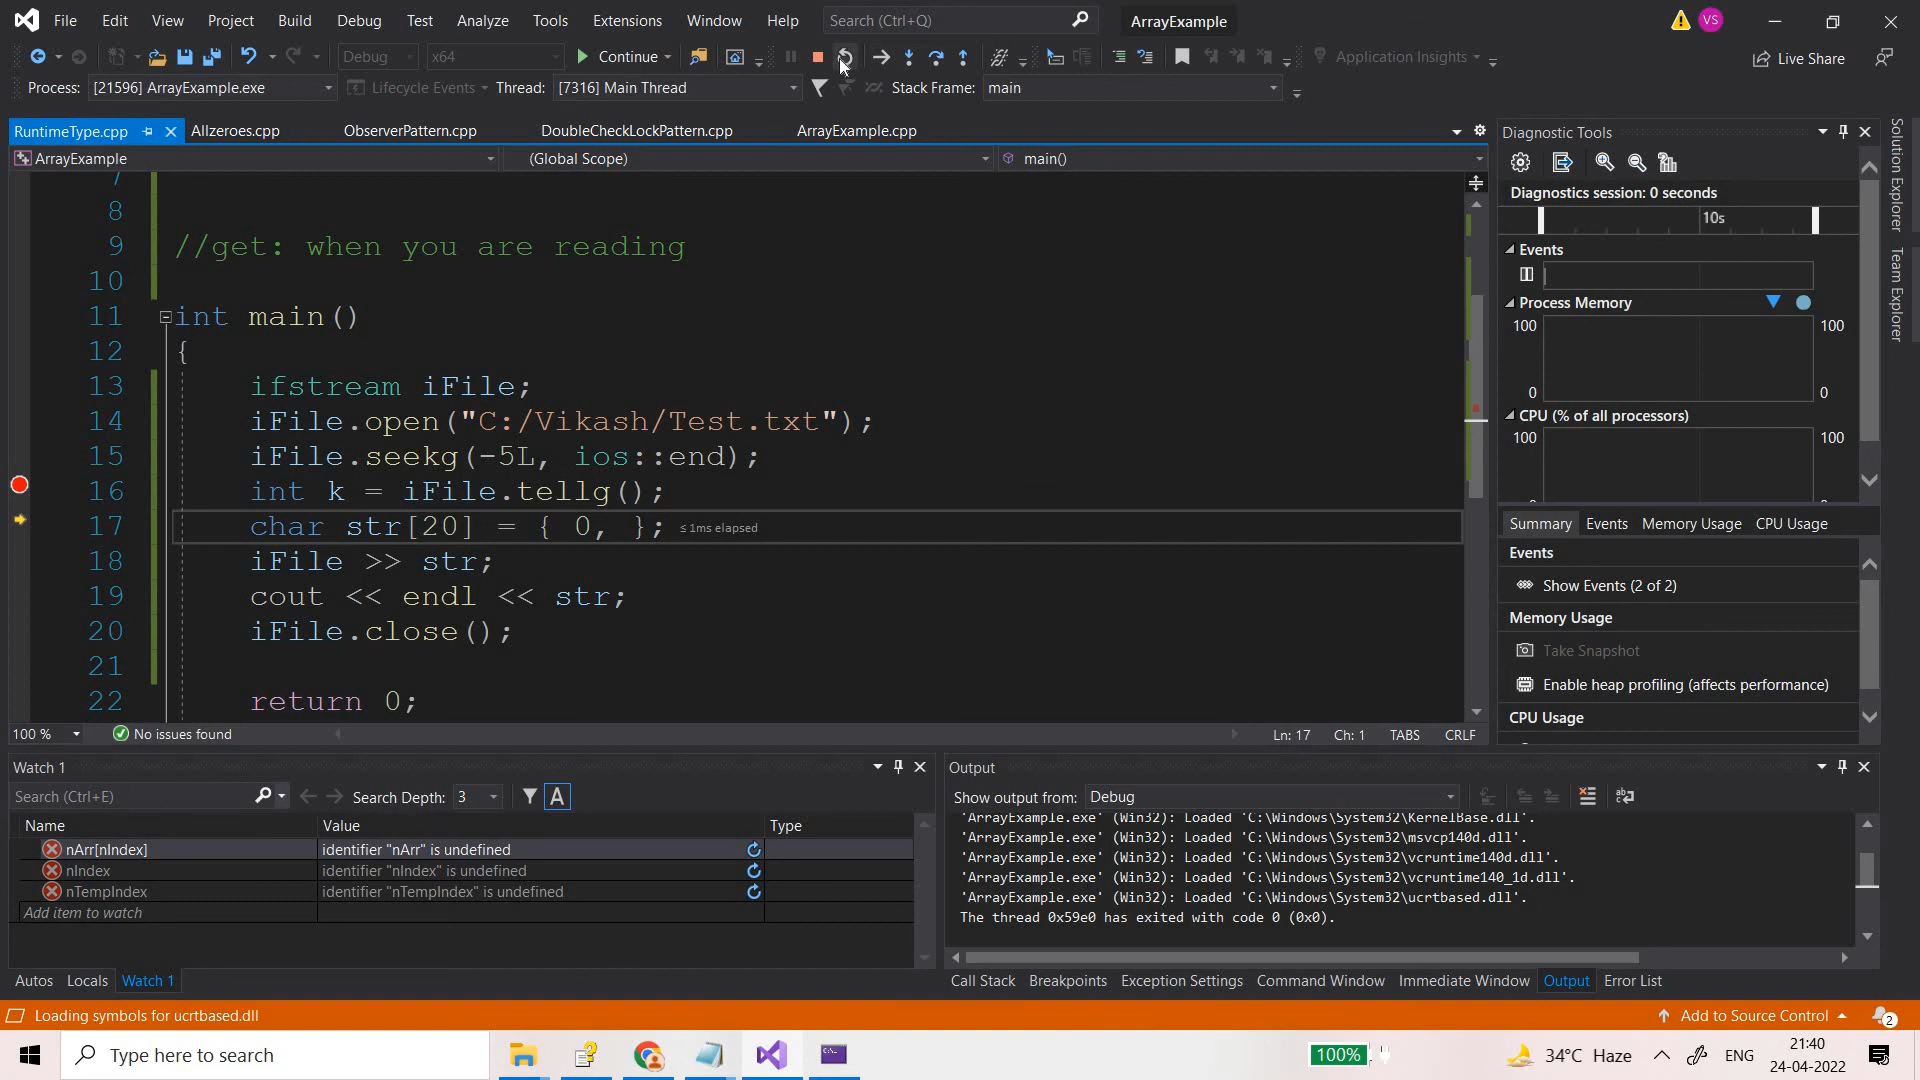 File Edit View Project Build Debug Test Analyze Tools Extensions Window Help Search (Ctrl+Q) ArrayExample VS
Debug x64 Continue Application Insights Live Share
Process: [21596] ArrayExample.exe Lifecycle Events Thread: [7316] Main Thread Stack Frame: main
RuntimeType.cpp Allzeroes.cpp ObserverPattern.cpp DoubleCheckLockPattern.cpp ArrayExample.cpp
ArrayExample (Global Scope) main()
7
8
9 //get: when you are reading
10
11 int main()
12 {
13 ifstream iFile;
14 iFile.open("C:/Vikash/Test.txt");
15 iFile.seekg(-5L, ios::end);
16 int k = iFile.tellg();
17 char str[20] = { 0, }; ≤ 1ms elapsed
18 iFile >> str;
19 cout << endl << str;
20 iFile.close();
21
22 return 0;
100 % No issues found Ln: 17 Ch: 1 TABS CRLF
Diagnostic Tools
Diagnostics session: 0 seconds
10s
Events
Process Memory
100 100
0 0
CPU (% of all processors)
100 100
Summary Events Memory Usage CPU Usage
Events
Show Events (2 of 2)
Memory Usage
Take Snapshot
Enable heap profiling (affects performance)
CPU Usage
Solution Explorer
Team Explorer
Watch 1
Search (Ctrl+E) Search Depth: 3 A
Name Value Type
nArr[nIndex] identifier "nArr" is undefined
nIndex identifier "nIndex" is undefined
nTempIndex identifier "nTempIndex" is undefined
Add item to watch
Autos Locals Watch 1
Output
Show output from: Debug
'ArrayExample.exe' (Win32): Loaded 'C:\Windows\System32\KernelBase.dll'.
'ArrayExample.exe' (Win32): Loaded 'C:\Windows\System32\msvcp140d.dll'.
'ArrayExample.exe' (Win32): Loaded 'C:\Windows\System32\vcruntime140d.dll'.
'ArrayExample.exe' (Win32): Loaded 'C:\Windows\System32\vcruntime140_1d.dll'.
'ArrayExample.exe' (Win32): Loaded 'C:\Windows\System32\ucrtbased.dll'.
The thread 0x59e0 has exited with code 0 (0x0).
Call Stack Breakpoints Exception Settings Command Window Immediate Window Output Error List
Loading symbols for ucrtbased.dll Add to Source Control 2
Type here to search 100% 34°C Haze ENG 21:40
24-04-2022